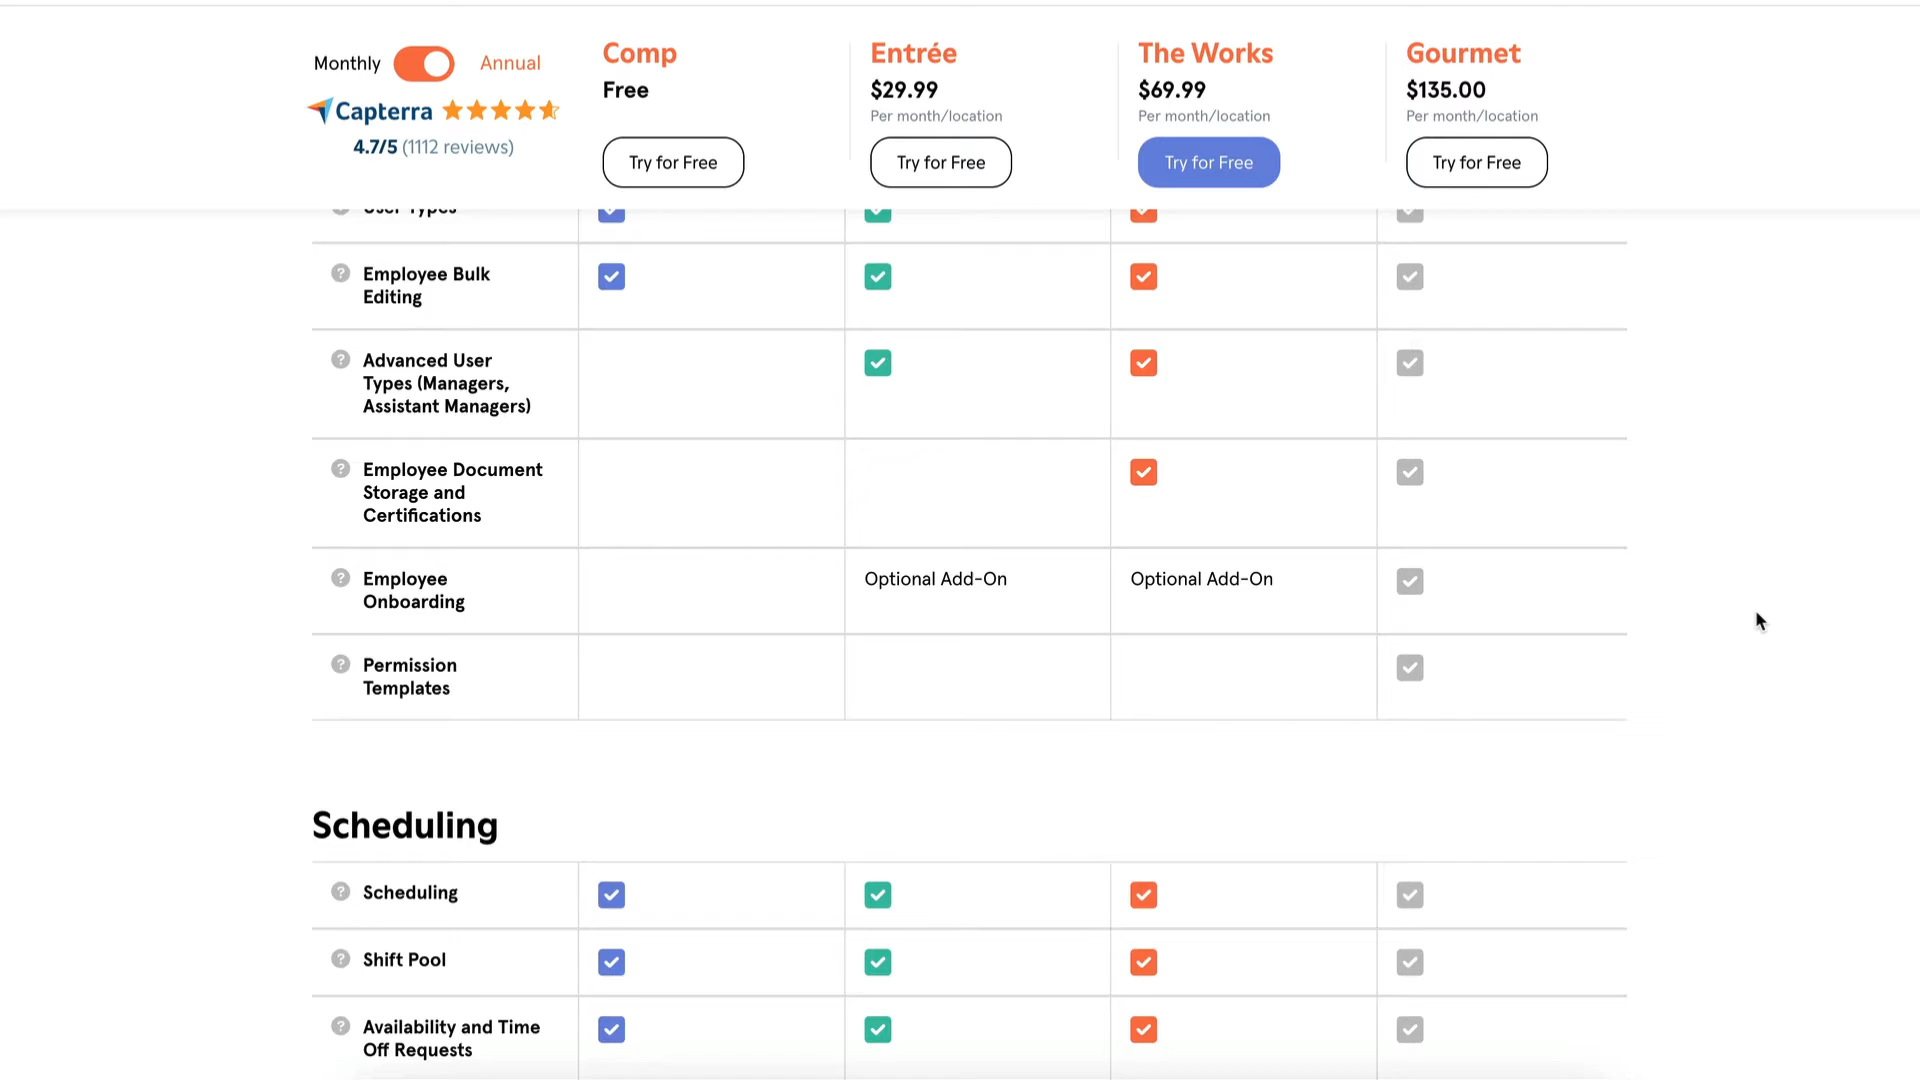 Monthly Annual
Capterra
4.7/5 (1112 reviews)
Comp
Free
Try for Free
Entrée
$29.99
Per month/location
Try for Free
The Works
$69.99
Per month/location
Try for Free
Gourmet
$135.00
Per month/location
Try for Free
User Types
? Employee Bulk
Editing
? Advanced User
Types (Managers,
Assistant Managers)
? Employee Document
Storage and
Certifications
? Employee
Onboarding
Optional Add-On
Optional Add-On
? Permission
Templates
Scheduling
? Scheduling
? Shift Pool
? Availability and Time
Off Requests